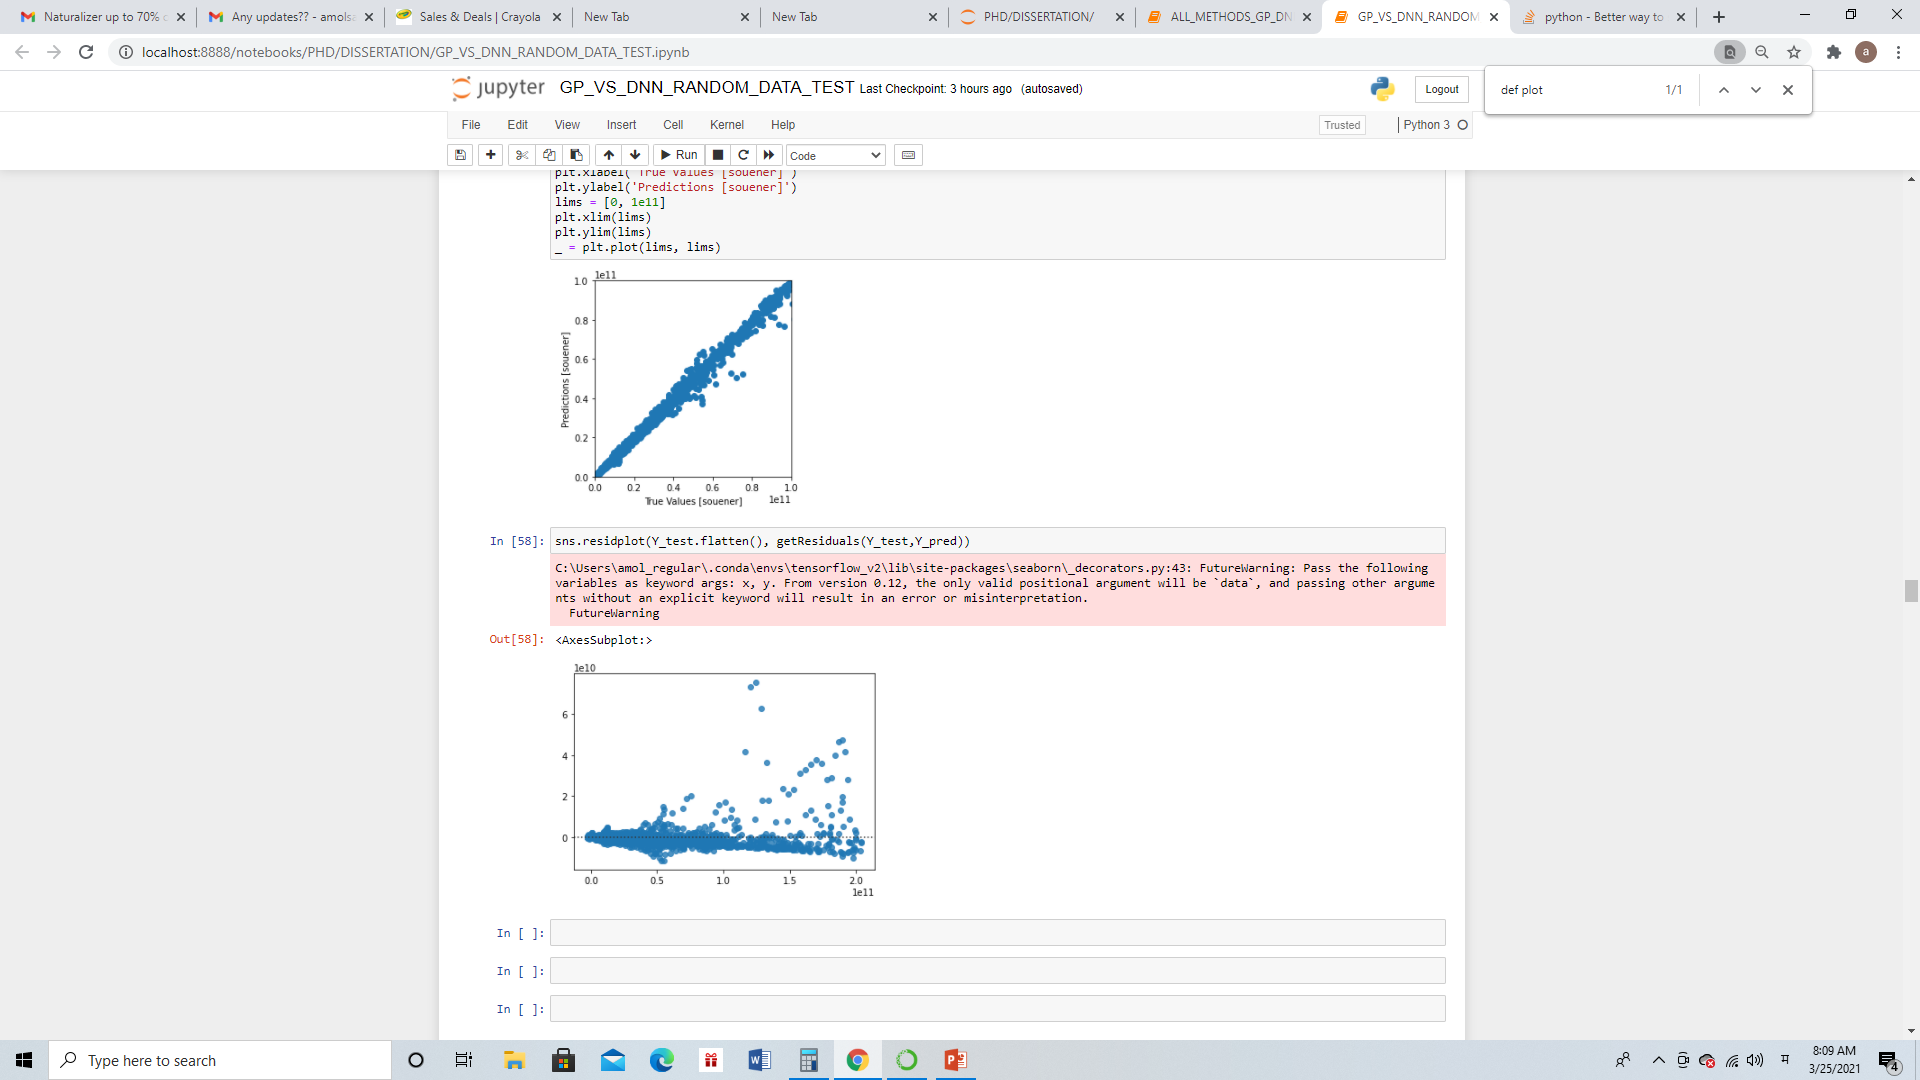 Naturalizer up to 70% c
Any updates?? - amolsa
Sales & Deals | Crayola
New Tab
New Tab
PHD/DISSERTATION/
ALL_METHODS_GP_DN
GP_VS_DNN_RANDOM
python - Better way to
localhost:8888/notebooks/PHD/DISSERTATION/GP_VS_DNN_RANDOM_DATA_TEST.ipynb
a
def plot 1/1
jupyter GP_VS_DNN_RANDOM_DATA_TEST Last Checkpoint: 3 hours ago (autosaved)
Logout
File Edit View Insert Cell Kernel Help
Trusted
Python 3
Run
Code
plt.xlabel('True Values [souener]')
plt.ylabel('Predictions [souener]')
lims = [0, 1e11]
plt.xlim(lims)
plt.ylim(lims)
_ = plt.plot(lims, lims)
1e11
1.0
0.8
0.6
0.4
0.2
0.0
Predictions [souener]
0.0 0.2 0.4 0.6 0.8 1.0
True Values [souener] 1e11
In [58]: sns.residplot(Y_test.flatten(), getResiduals(Y_test,Y_pred))
C:\Users\amol_regular\.conda\envs\tensorflow_v2\lib\site-packages\seaborn\_decorators.py:43: FutureWarning: Pass the following
variables as keyword args: x, y. From version 0.12, the only valid positional argument will be `data`, and passing other argume
nts without an explicit keyword will result in an error or misinterpretation.
FutureWarning
Out[58]: <AxesSubplot:>
1e10
6
4
2
0
0.0 0.5 1.0 1.5 2.0
1e11
In [ ]:
In [ ]:
In [ ]:
Type here to search
म
8:09 AM
3/25/2021
4